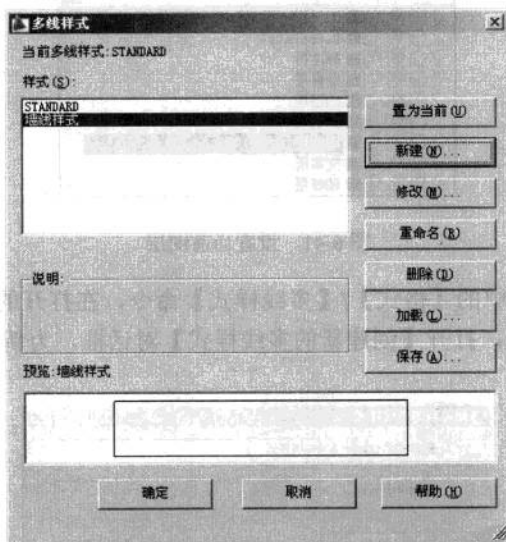 多线样式
当前多线样式:STANDARD
样式(S):
STANDARD
墙线样式
置为当前(U)
新建(N)...
修改(M)...
重命名(R)
删除(D)
加载(L)...
保存(A)...
说明:
预览:墙线样式
确定
取消
帮助(H)